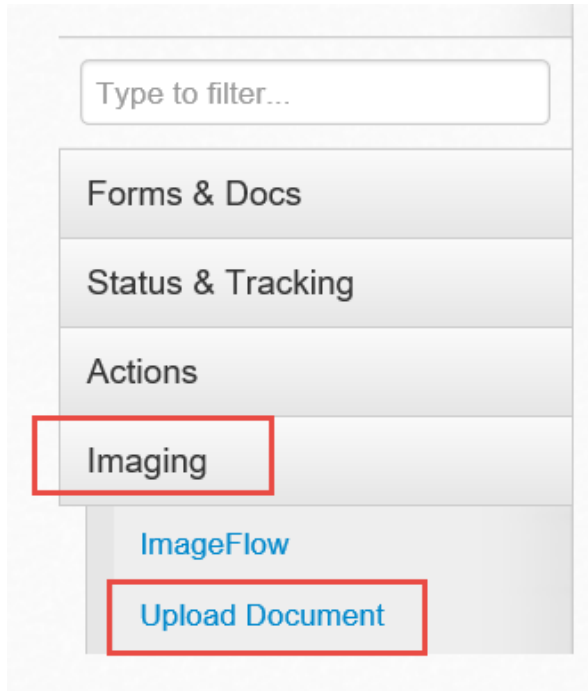 Type to filter...
Forms & Docs
Status & Tracking
Actions
Imaging
ImageFlow
Upload Document